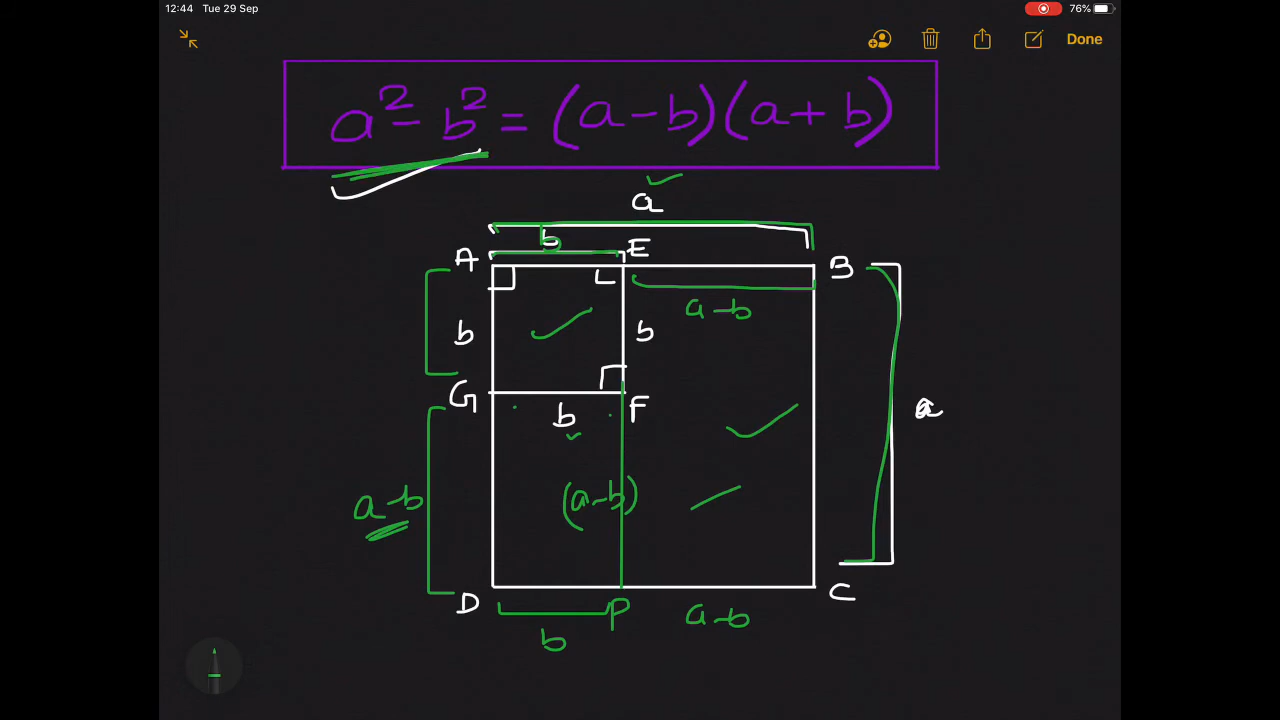 12:44 Tue 29 Sep
76%
Done
a² - b² = (a - b)(a + b)
a
b
A E B
a-b
b b
a
G F
b
a-b (a-b)
D P C
b a-b